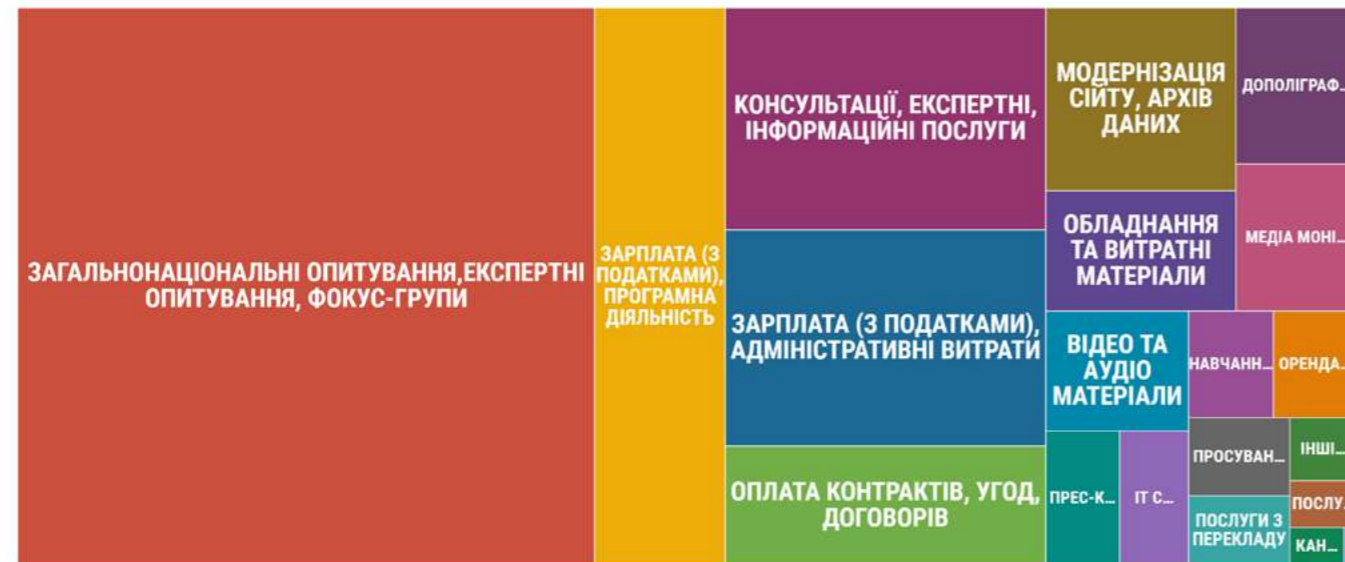 ЗАГАЛЬНОНАЦІОНАЛЬНІ ОПИТУВАННЯ,ЕКСПЕРТНІ
ОПИТУВАННЯ, ФОКУС-ГРУПИ
ЗАРПЛАТА (З
ПОДАТКАМИ),
ПРОГРАМНА
ДІЯЛЬНІСТЬ
КОНСУЛЬТАЦІЇ, ЕКСПЕРТНІ,
ІНФОРМАЦІЙНІ ПОСЛУГИ
ЗАРПЛАТА (З ПОДАТКАМИ),
АДМІНІСТРАТИВНІ ВИТРАТИ
ОПЛАТА КОНТРАКТІВ, УГОД,
ДОГОВОРІВ
МОДЕРНІЗАЦІЯ
СІЙТУ, АРХІВ
ДАНИХ
ДОПОЛІГРАФ...
ОБЛАДНАННЯ
ТА ВИТРАТНІ
МАТЕРІАЛИ
МЕДІА МОНІ...
ВІДЕО ТА
АУДІО
МАТЕРІАЛИ
НАВЧАНН...
ОРЕНДА...
ПРЕС-К...
ІТ С...
ПРОСУВАН...
ІНШІ...
ПОСЛУГИ З
ПЕРЕКЛАДУ
ПОСЛУ.
КАН...